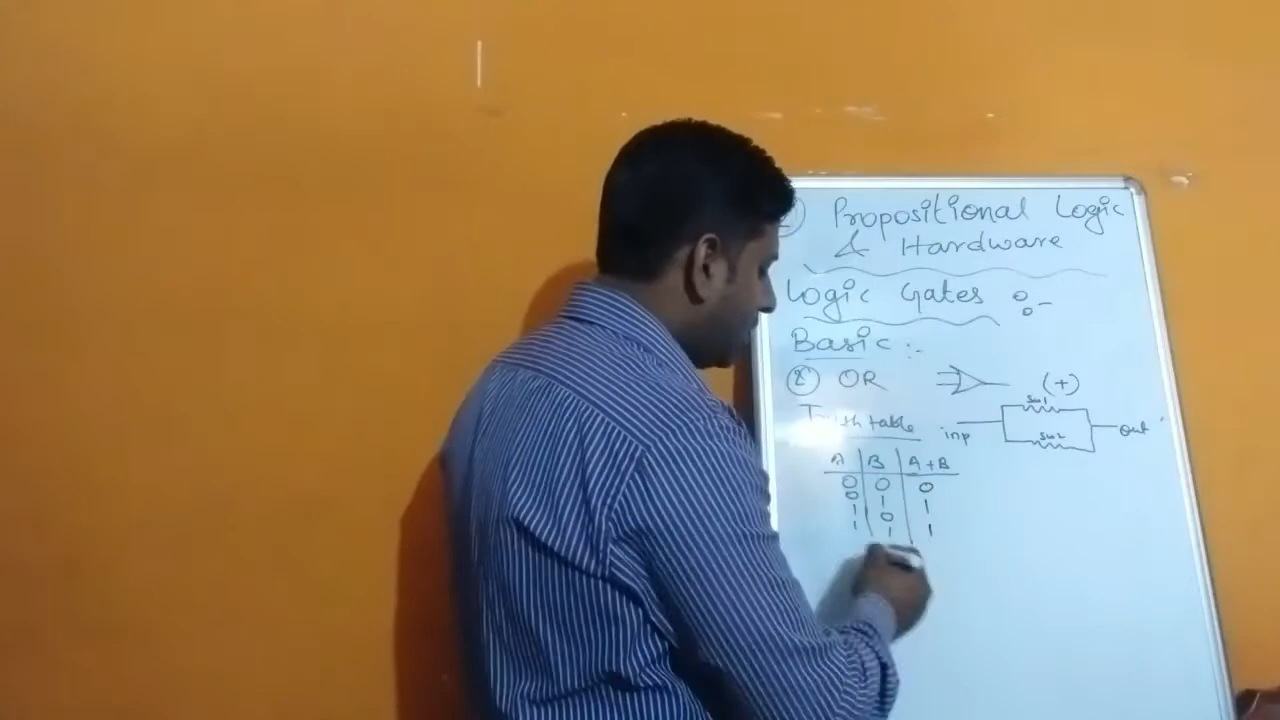 Propositional Logic
& Hardware
Logic Gates
Basic :-
2 OR (+)
Truth table
inp sw1 sw2 out
A B A+B
0 0 0
0 1 1
1 0 1
1 1 1